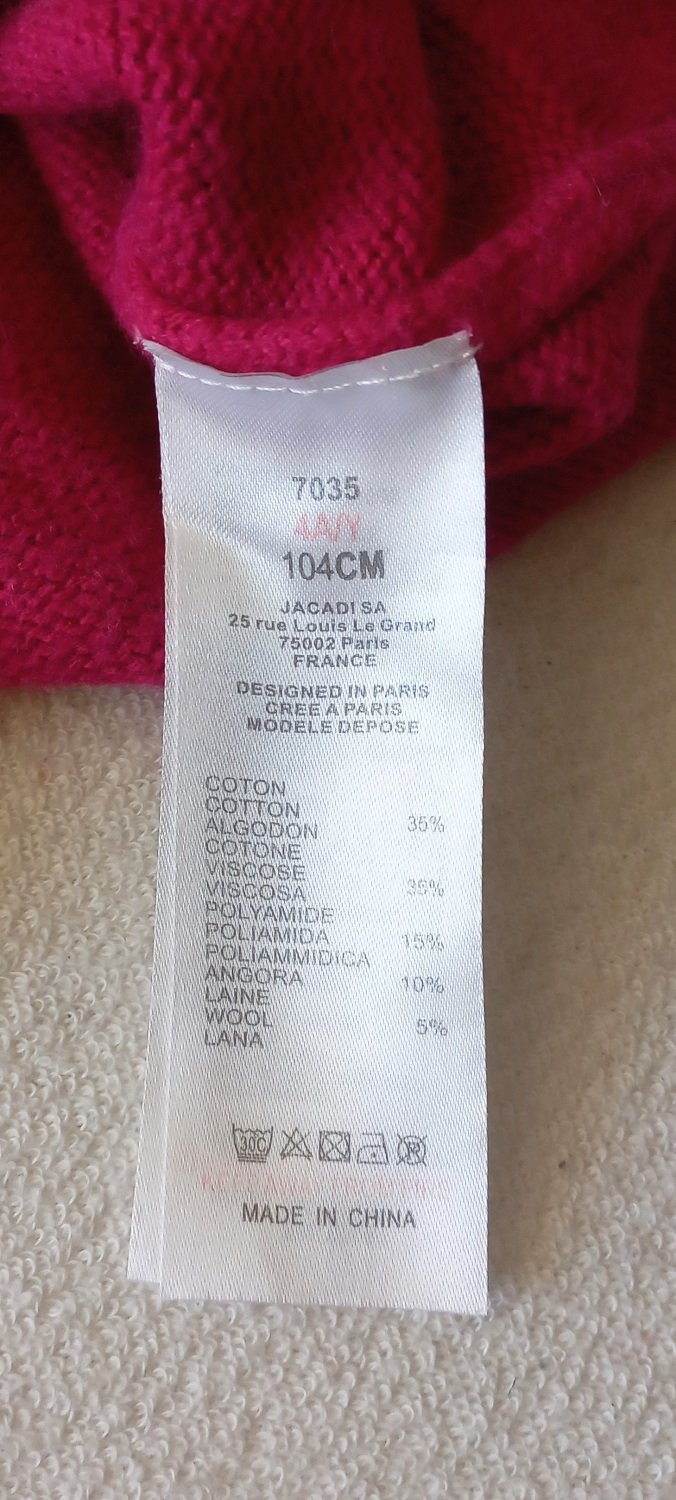 7035
4A/Y
104CM
JACADI SA
25 rue Louis Le Grand
75002 Paris
FRANCE
DESIGNED IN PARIS
CREE A PARIS
MODELE DEPOSE
COTON
COTTON
ALGODON 35%
COTONE
VISCOSE
VISCOSA 35%
POLYAMIDE
POLIAMIDA 15%
POLIAMMIDICA
ANGORA 10%
LAINE
WOOL 5%
LANA
30C
MADE IN CHINA